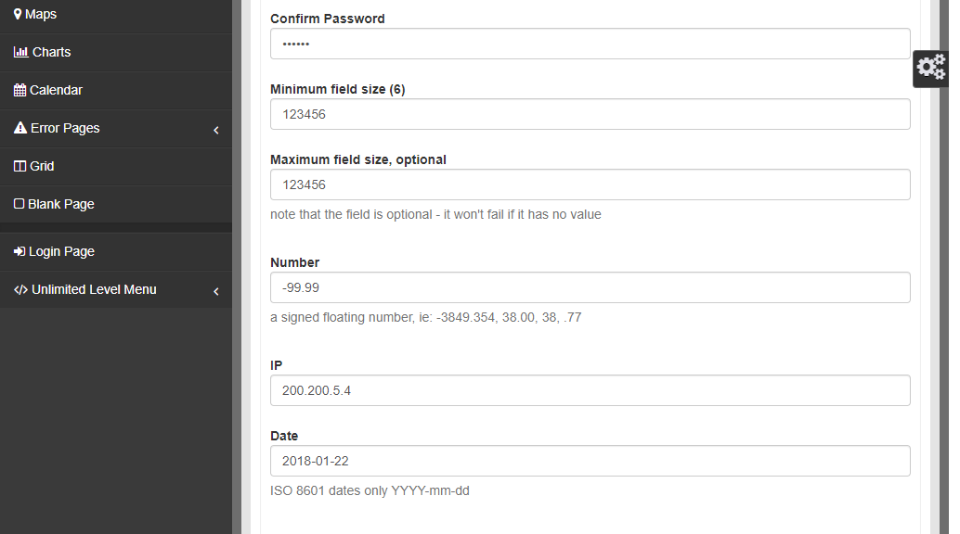 Maps
Charts
Calendar
Error Pages
Grid
Blank Page
Login Page
Unlimited Level Menu
Confirm Password
••••••
Minimum field size (6)
123456
Maximum field size, optional
123456
note that the field is optional - it won't fail if it has no value
Number
-99.99
a signed floating number, ie: -3849.354, 38.00, 38, .77
IP
200.200.5.4
Date
2018-01-22
ISO 8601 dates only YYYY-mm-dd